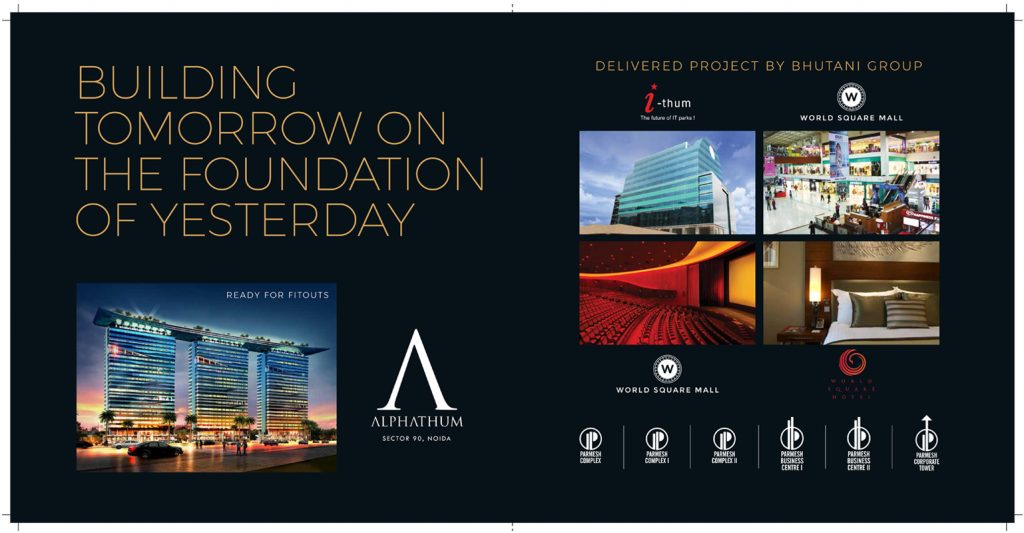 BUILDING
TOMORROW ON
THE FOUNDATION
OF YESTERDAY
READY FOR FITOUTS
ALPHATHUM
SECTOR 90, NOIDA
DELIVERED PROJECT BY BHUTANI GROUP
i-thum
The future of IT parks !
W
WORLD SQUARE MALL
W
WORLD SQUARE MALL
WORLD
SQUARE
HOTEL
PARMESH
COMPLEX
PARMESH
COMPLEX I
PARMESH
COMPLEX II
PARMESH
BUSINESS
CENTRE I
PARMESH
BUSINESS
CENTRE II
PARMESH
CORPORATE
TOWER